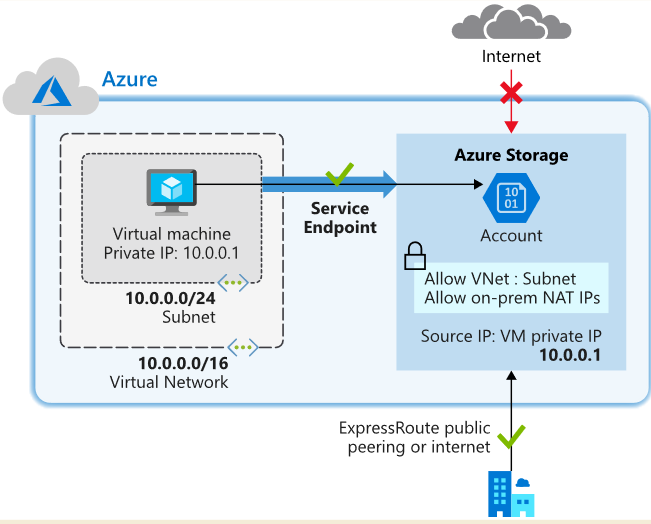 Internet
Azure
Azure Storage
10
01
Account
Service
Endpoint
Virtual machine
Private IP: 10.0.0.1
10.0.0.0/24
Subnet
10.0.0.0/16
Virtual Network
Allow VNet : Subnet
Allow on-prem NAT IPs
Source IP: VM private IP
10.0.0.1
ExpressRoute public
peering or internet